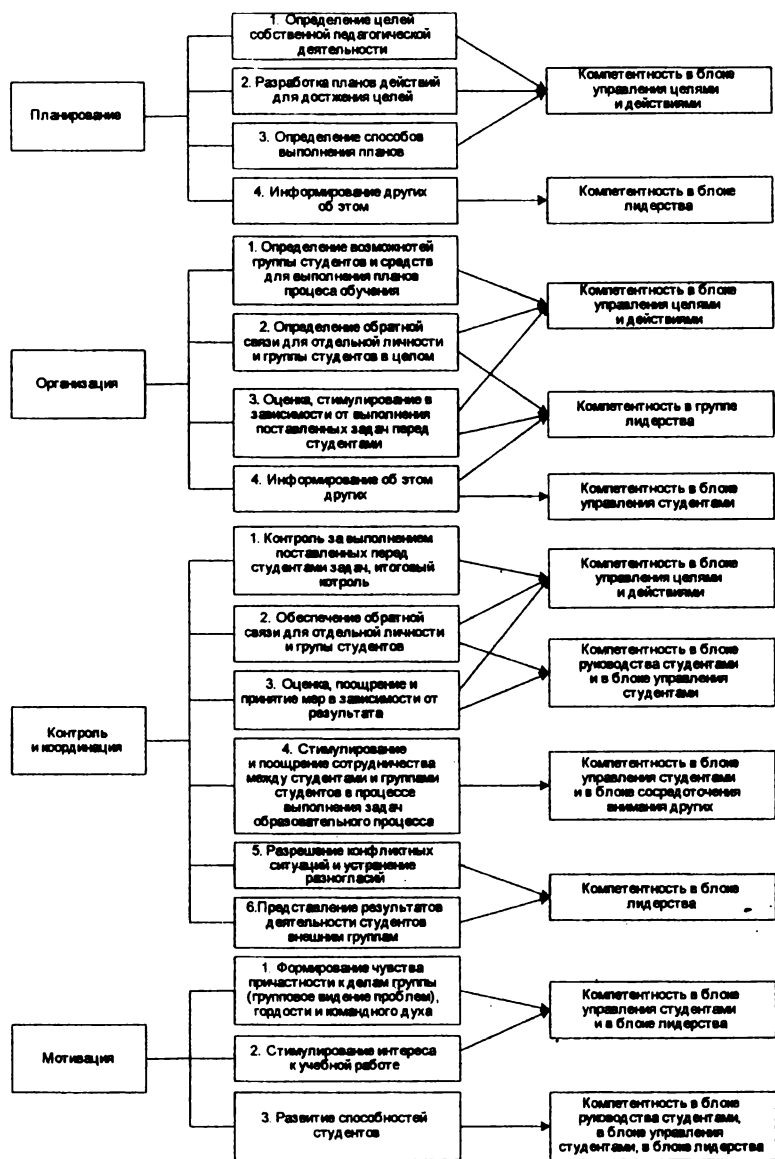 Планирование
1. Определение целей
собственной педагогической
деятельности
2. Разработка планов действий
для достжения целей
3. Определение способов
выполнения планов
4. Информирование других
об этом
Компетентность в блоке
управления целями
и действиями
Компетентность в блоке
лидерства
Организация
1. Определение возможнотей
группы студентов и средств
для выполнения планов
процеса обучения
2. Определение обратной
связи для отдельной личности
и группы студентов в целом
3. Оценка, стимулирование в
зависимости от выполнения
поставленных задач перед
студентами
4. Информирование об этом
других
Компетентность в блоке
управления целями
и действиями
Компетентность в группе
лидерства
Компетентность в блоке
управления студентами
Контроль
и координация
1. Контроль за выполнением
поставленных перед
студентами задач, итоговый
котроль
2. Обеспечение обратной
связи для отдельной личности
и групы студентов
3. Оценка, поощрение и
принятие мер в зависимости от
результата
4. Стимулирование
и поощрение сотрудничества
между студентами и группами
студентов в процессе
выполнения задач
образовательного процесса
5. Разрешение конфликтных
ситуаций и устранение
разногласий
6.Представление результатов
деятельности студентов
внешним группам
Компетентность в блоке
управления целями
и действиями
Компетентность в блоке
руководства студентами
и в блоке управления
студентами
Компетентность в блоке
управления студентами
и в блоке сосрадоточения
внимания других
Компетентность в блоке
лидерства
Мотивация
1. Формирование чувства
причастности к делам группы
(групповое видение проблем),
гордости и командного духа
2. Стимулирование интереса
к учебной работе
3. Развитие способностей
студентов
Компетентность в блоке
управления студентами
и в блоке лидерства
Компетентность в блоке
руководства студентами,
в блоке управления
студентами, в блоке лидерства